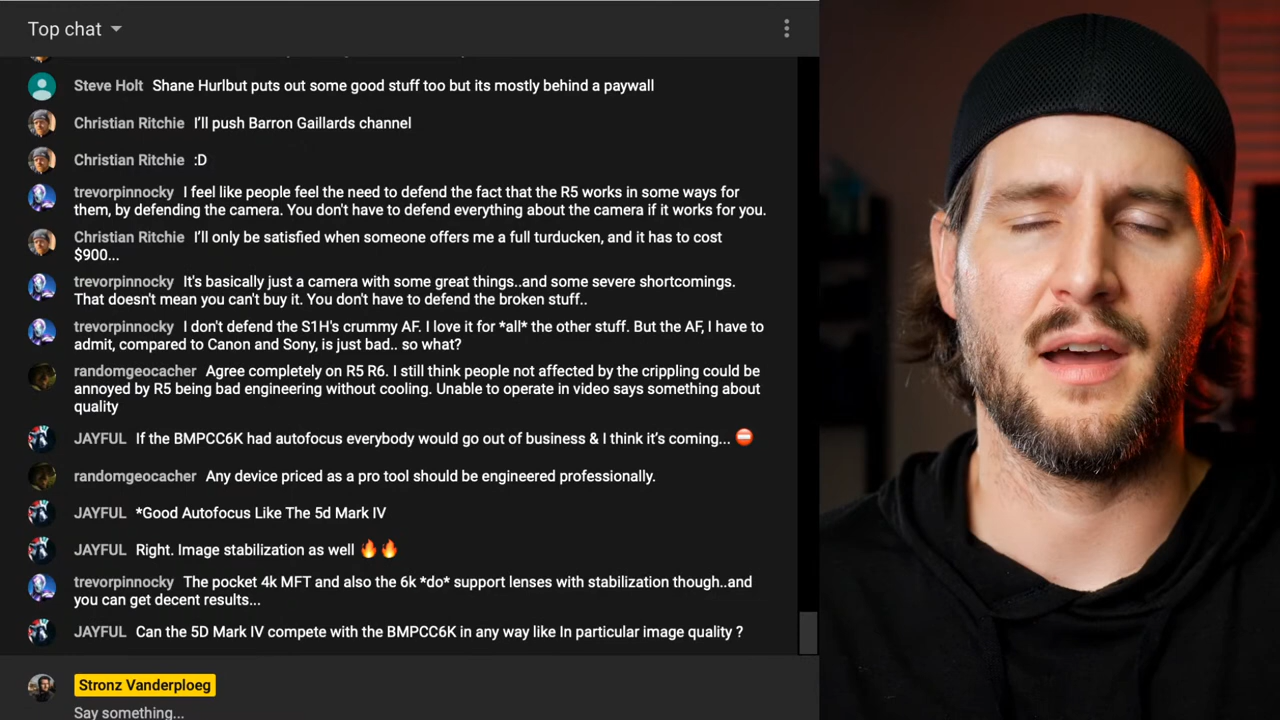 Top chat
Steve Holt Shane Hurlbut puts out some good stuff too but its mostly behind a paywall
Christian Ritchie I'll push Barron Gaillards channel
Christian Ritchie :D
trevorpinnocky I feel like people feel the need to defend the fact that the R5 works in some ways for
them, by defending the camera. You don't have to defend everything about the camera if it works for you.
Christian Ritchie I'll only be satisfied when someone offers me a full turducken, and it has to cost
$900...
trevorpinnocky It's basically just a camera with some great things..and some severe shortcomings.
That doesn't mean you can't buy it. You don't have to defend the broken stuff..
trevorpinnocky I don't defend the S1H's crummy AF. I love it for *all* the other stuff. But the AF, I have to
admit, compared to Canon and Sony, is just bad.. so what?
randomgeocacher Agree completely on R5 R6. I still think people not affected by the crippling could be
annoyed by R5 being bad engineering without cooling. Unable to operate in video says something about
quality
JAYFUL If the BMPCC6K had autofocus everybody would go out of business & I think it's coming... ⛔
randomgeocacher Any device priced as a pro tool should be engineered professionally.
JAYFUL *Good Autofocus Like The 5d Mark IV
JAYFUL Right. Image stabilization as well 🔥🔥
trevorpinnocky The pocket 4k MFT and also the 6k *do* support lenses with stabilization though..and
you can get decent results...
JAYFUL Can the 5D Mark IV compete with the BMPCC6K in any way like In particular image quality ?
Stronz Vanderploeg
Say something...